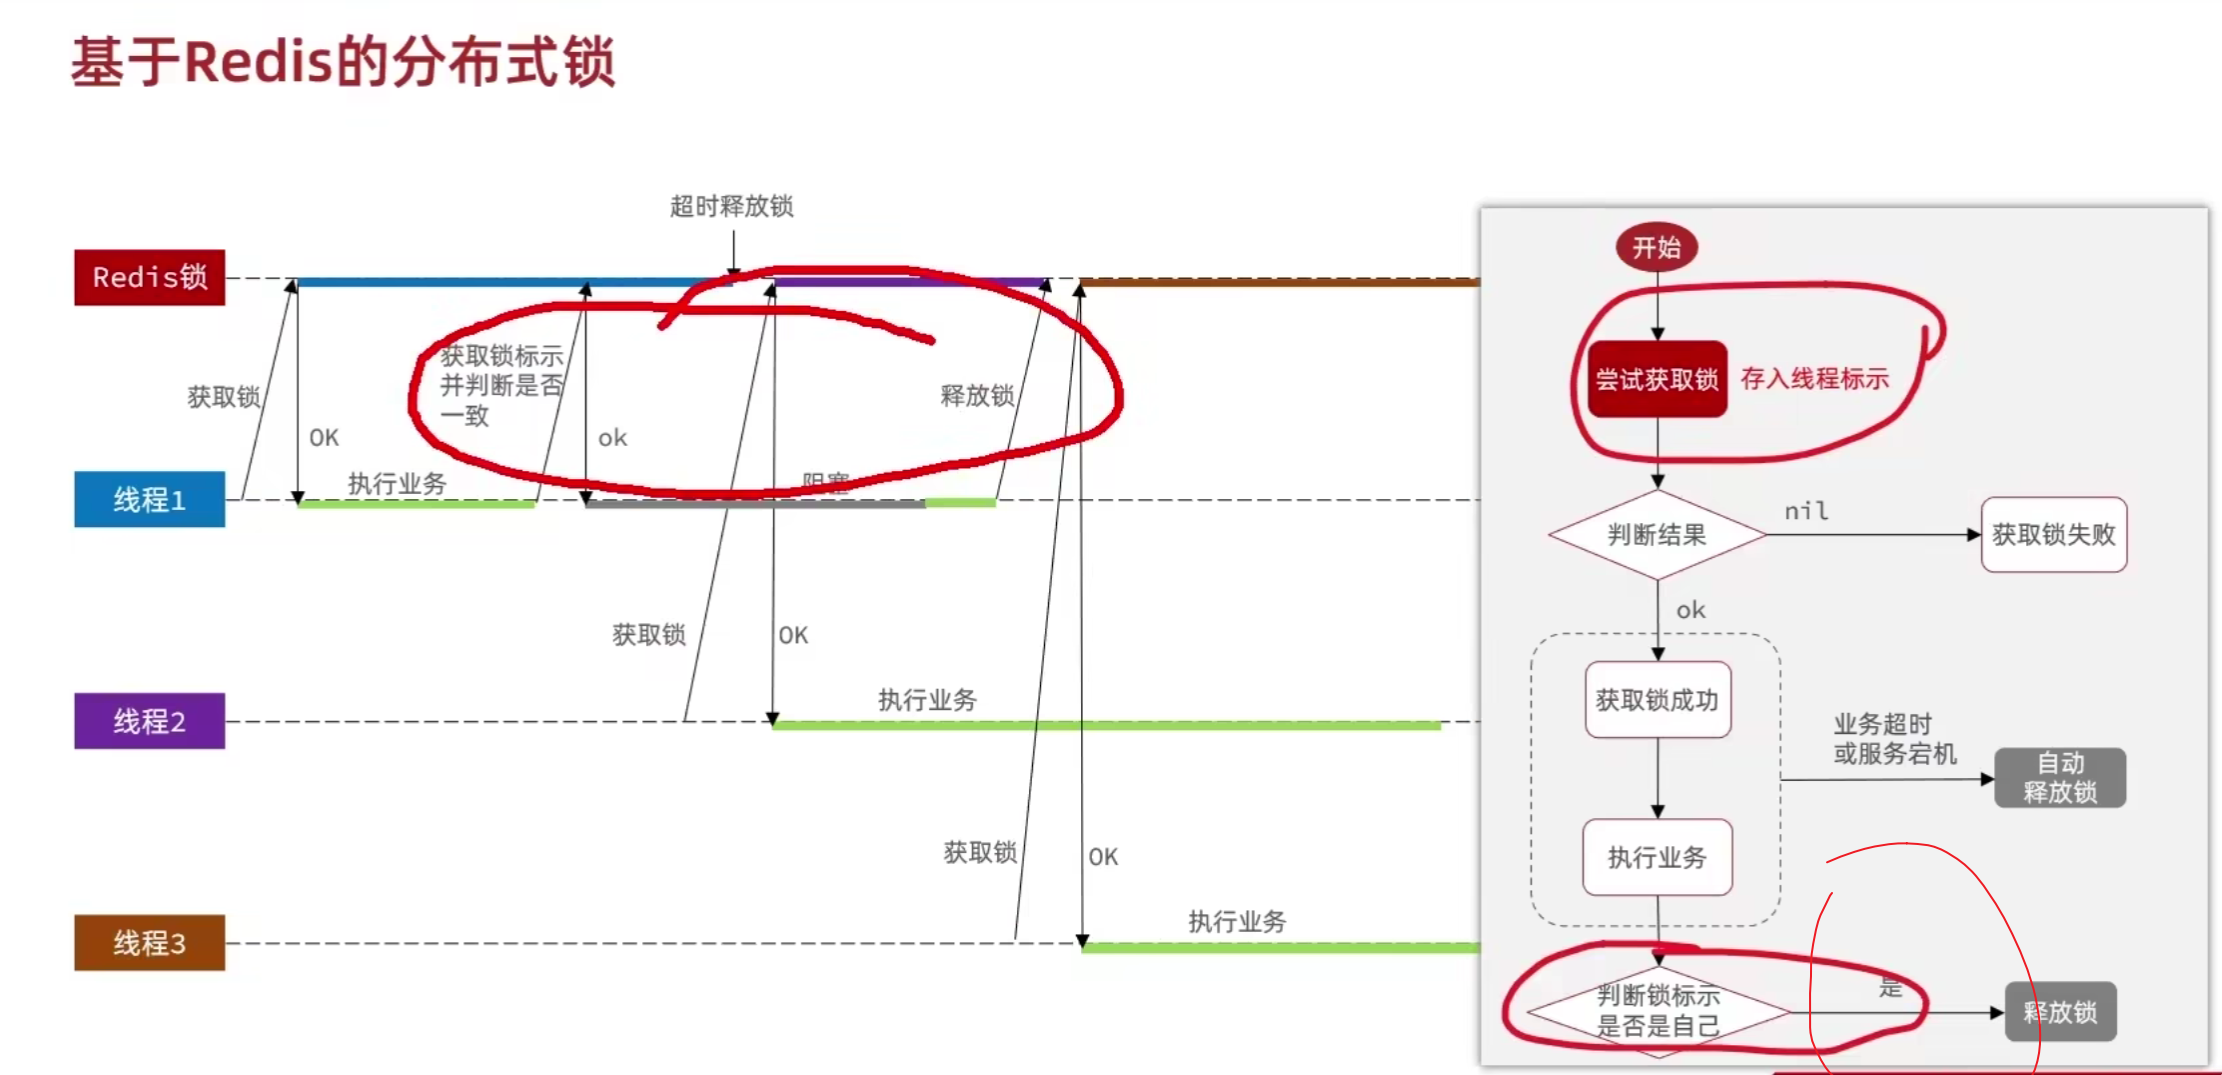 基于Redis的分布式锁
超时释放锁
Redis锁
获取锁
OK
获取锁标示
并判断是否
一致
ok
释放锁
线程1
执行业务
阻塞
获取锁
OK
线程2
执行业务
获取锁
OK
线程3
执行业务
开始
尝试获取锁
存入线程标示
判断结果
nil
获取锁失败
ok
获取锁成功
业务超时
或服务宕机
自动
释放锁
执行业务
判断锁标示
是否是自己
是
释放锁